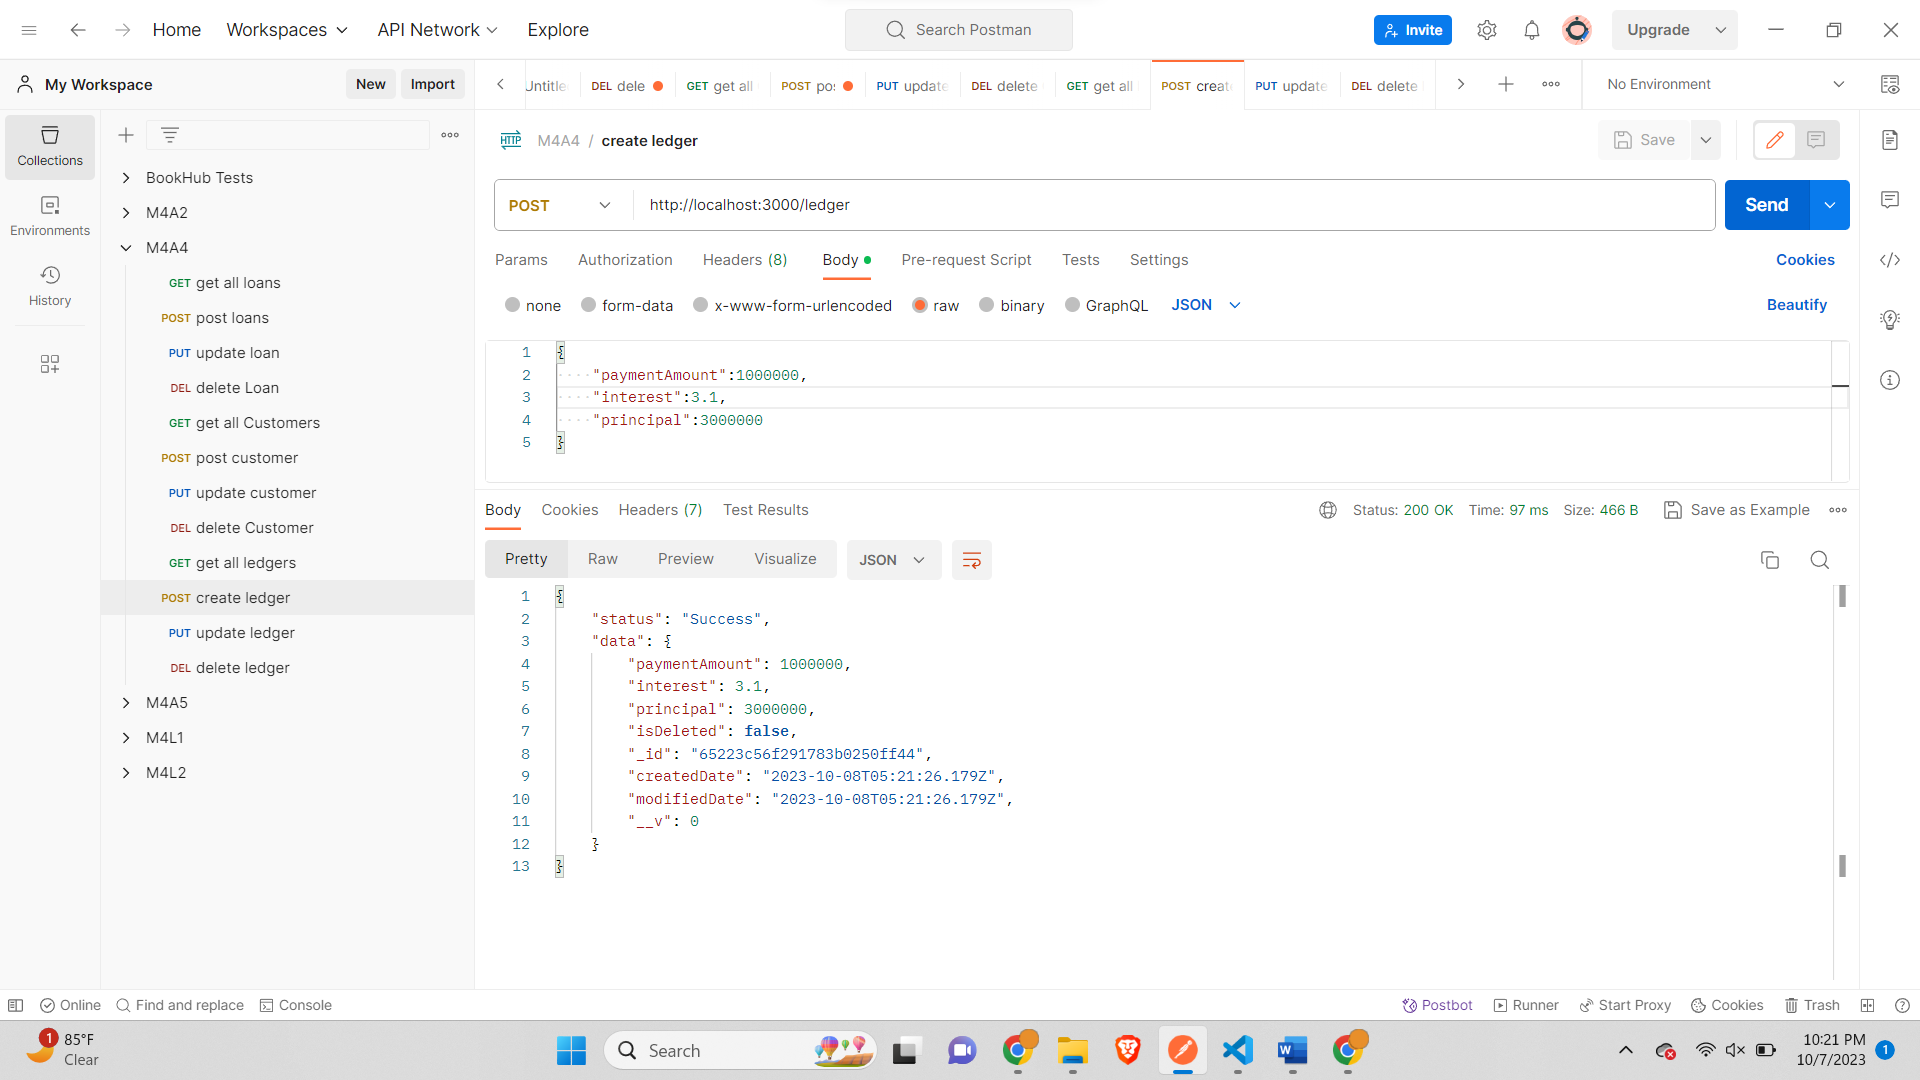 Home Workspaces API Network Explore Search Postman Invite Upgrade
My Workspace New Import
Untitle DEL dele GET get all POST pos PUT update DEL delete GET get all POST create PUT update DEL delete No Environment
Collections
Environments
History
BookHub Tests
M4A2
M4A4
GET get all loans
POST post loans
PUT update loan
DEL delete Loan
GET get all Customers
POST post customer
PUT update customer
DEL delete Customer
GET get all ledgers
POST create ledger
PUT update ledger
DEL delete ledger
M4A5
M4L1
M4L2
HTTP M4A4 / create ledger Save
POST http://localhost:3000/ledger Send
Params Authorization Headers (8) Body Pre-request Script Tests Settings Cookies
none form-data x-www-form-urlencoded raw binary GraphQL JSON Beautify
1 {
2 "paymentAmount":1000000,
3 "interest":3.1,
4 "principal":3000000
5 }
Body Cookies Headers (7) Test Results Status: 200 OK Time: 97 ms Size: 466 B Save as Example
Pretty Raw Preview Visualize JSON
1 {
2 "status": "Success",
3 "data": {
4 "paymentAmount": 1000000,
5 "interest": 3.1,
6 "principal": 3000000,
7 "isDeleted": false,
8 "_id": "65223c56f291783b0250ff44",
9 "createdDate": "2023-10-08T05:21:26.179Z",
10 "modifiedDate": "2023-10-08T05:21:26.179Z",
11 "__v": 0
12 }
13 }
Online Find and replace Console Postbot Runner Start Proxy Cookies Trash
1 85°F
Clear
Search
10:21 PM
10/7/2023 1